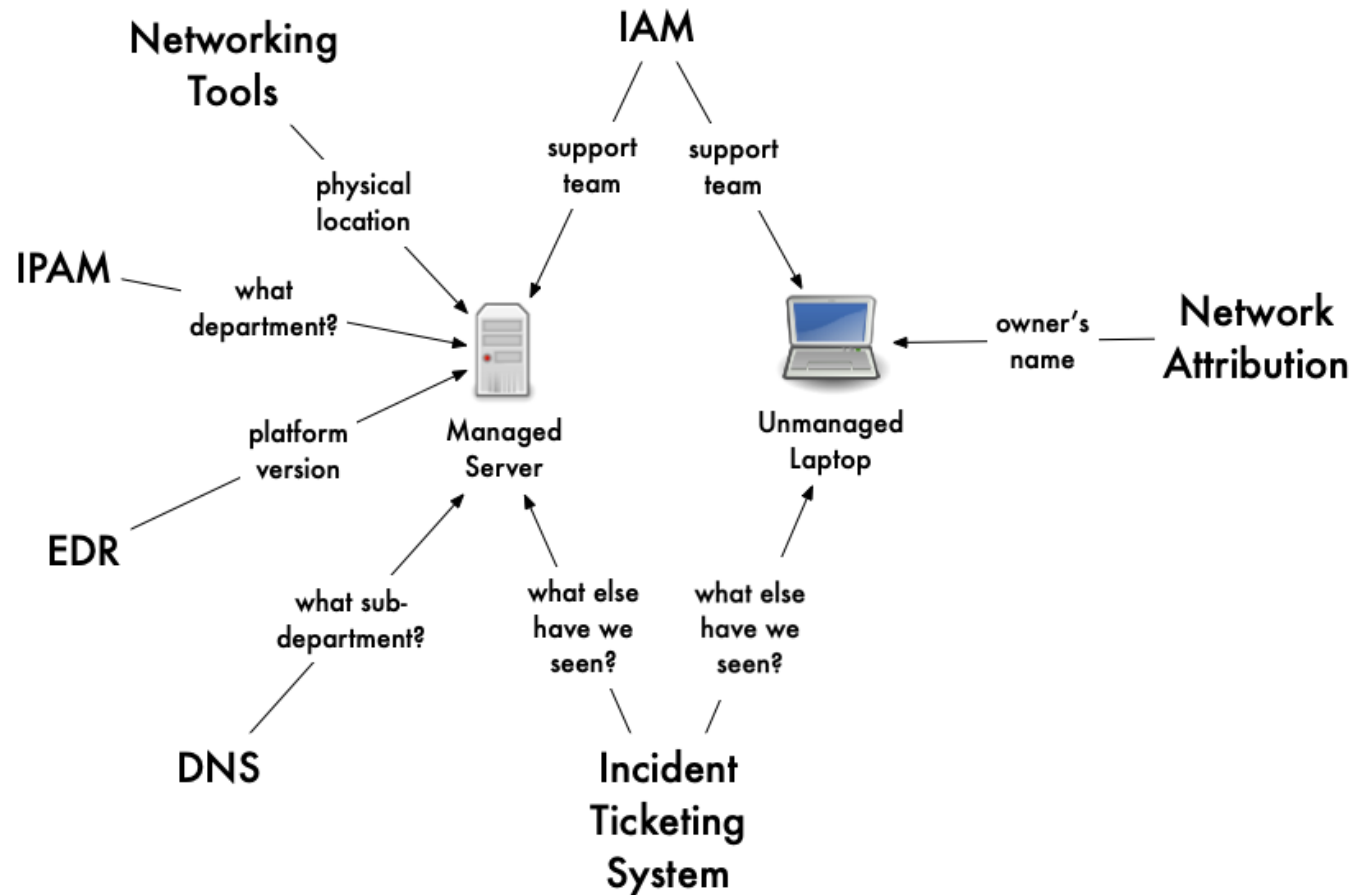 Networking
Tools
IAM
support
team
support
team
physical
location
IPAM
what
department?
owner's
name
Network
Attribution
platform
version
Managed
Server
Unmanaged
Laptop
EDR
what sub-
department?
what else
have we
seen?
what else
have we
seen?
DNS
Incident
Ticketing
System